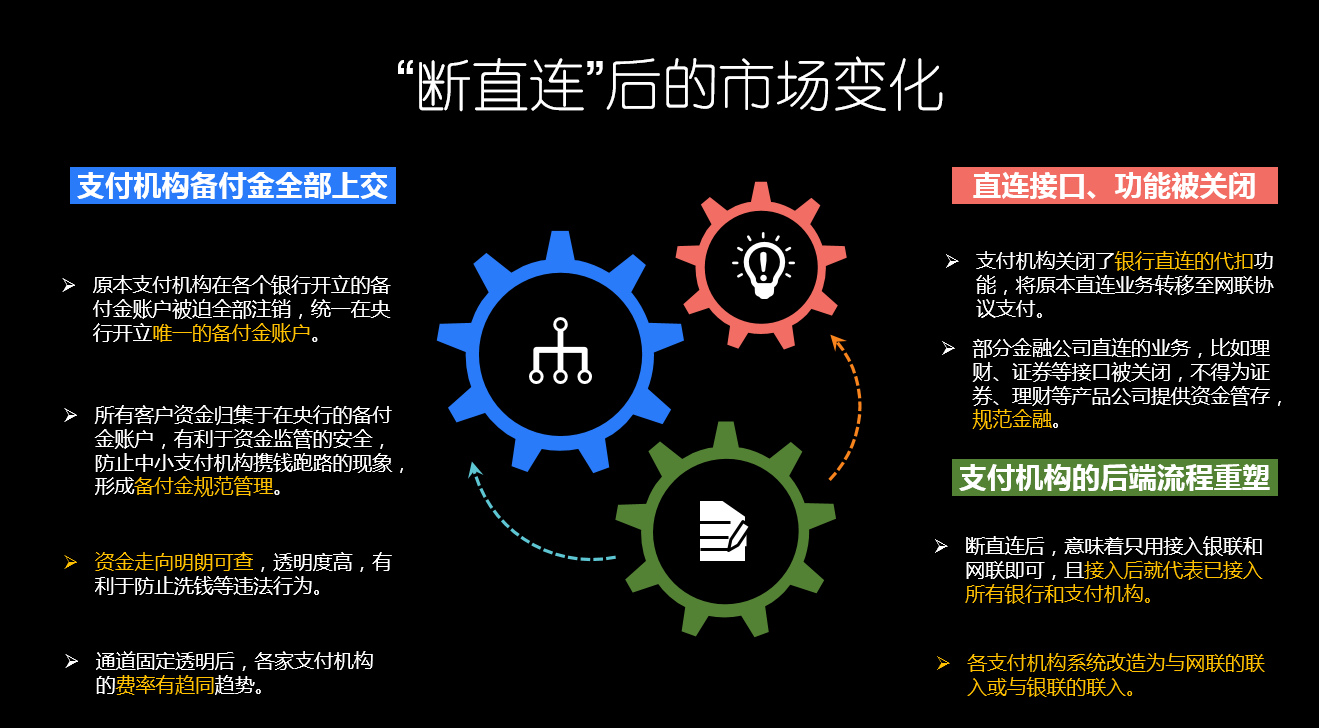 “断直连”后的市场变化
支付机构备付金全部上交
原本支付机构在各个银行开立的备
付金账户被迫全部注销，统一在央
行开立唯一的备付金账户。
所有客户资金归集于在央行的备付
金账户，有利于资金监管的安全，
防止中小支付机构携钱跑路的现象，
形成备付金规范管理。
资金走向明朗可查，透明度高，有
利于防止洗钱等违法行为。
通道固定透明后，各家支付机构
的费率有趋同趋势。
直连接口、功能被关闭
支付机构关闭了银行直连的代扣功
能，将原本直连业务转移至网联协
议支付。
部分金融公司直连的业务，比如理
财、证券等接口被关闭，不得为证
券、理财等产品公司提供资金管存，
规范金融。
支付机构的后端流程重塑
断直连后，意味着只用接入银联和
网联即可，且接入后就代表已接入
所有银行和支付机构。
各支付机构系统改造为与网联的联
入或与银联的联入。